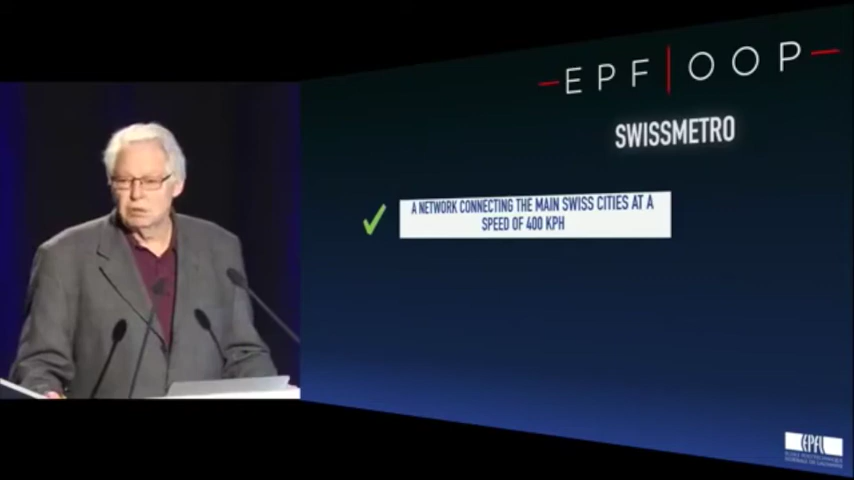 EPF|OOP
SWISSMETRO
A NETWORK CONNECTING THE MAIN SWISS CITIES AT A
SPEED OF 400 KPH
EPFL